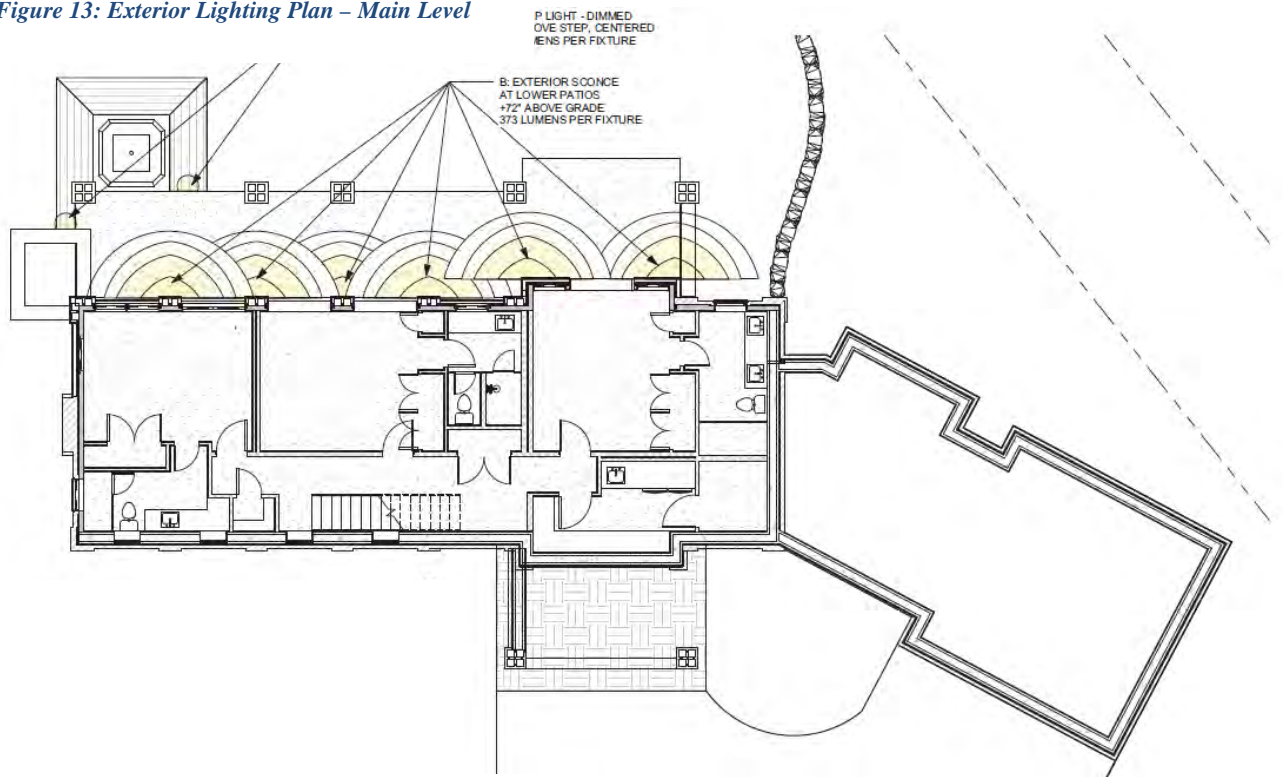 Figure 13: Exterior Lighting Plan – Main Level
P LIGHT - DIMMED
OVE STEP, CENTERED
MENS PER FIXTURE
B: EXTERIOR SCONCE
AT LOWER PATIOS
+72" ABOVE GRADE
373 LUMENS PER FIXTURE